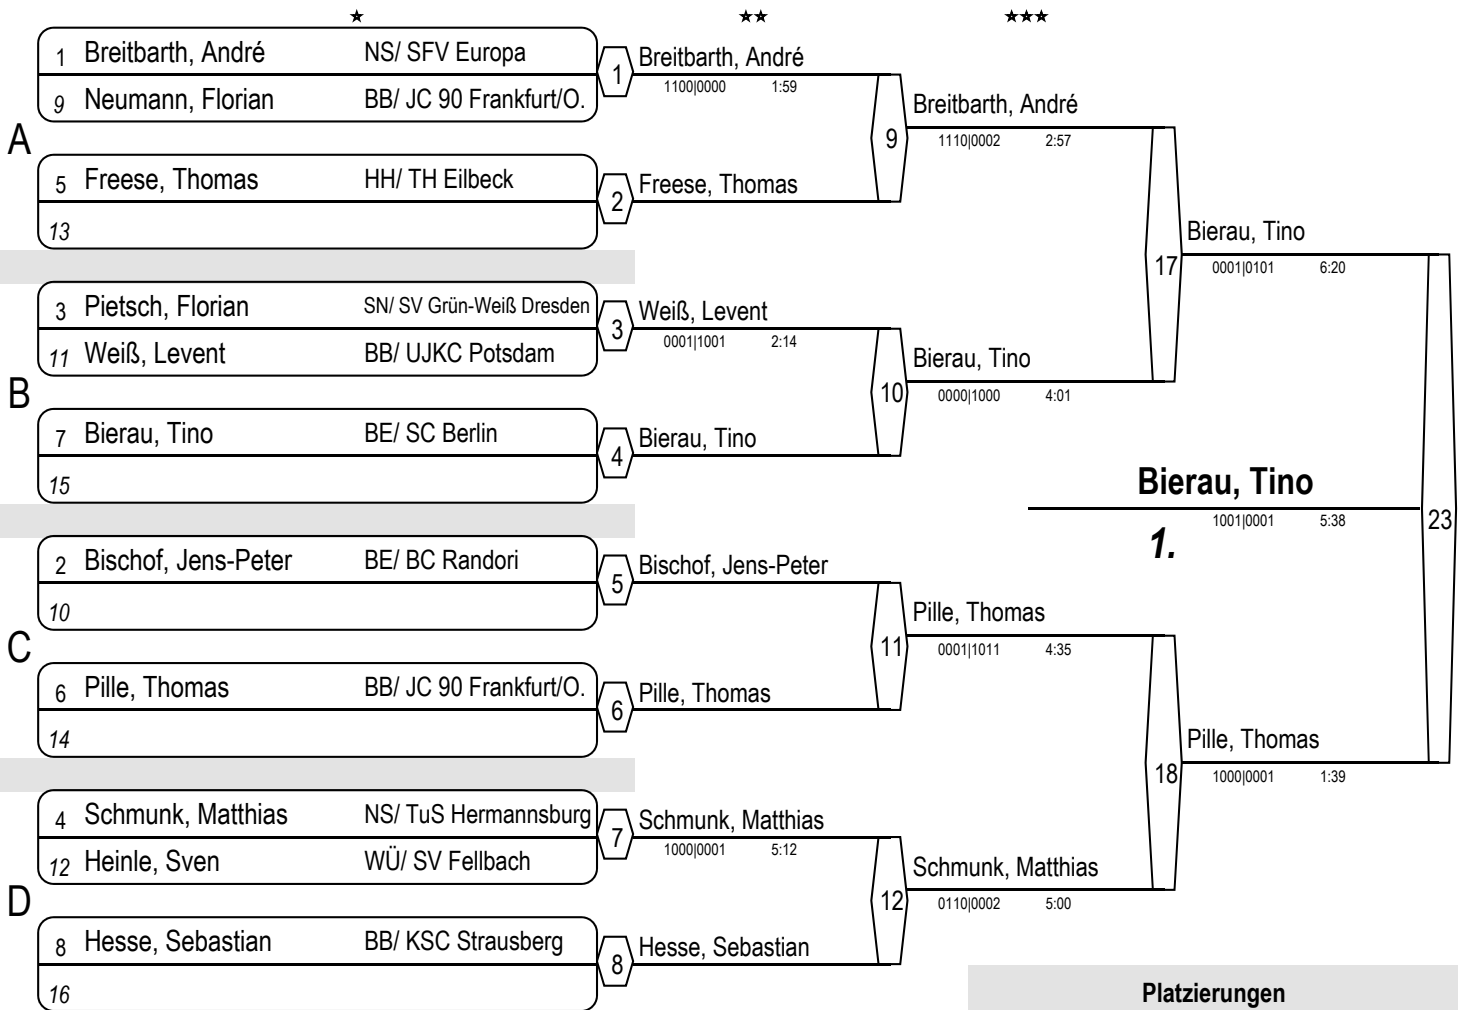 ★ ★★ ★★★
1 Breitbarth, André NS/ SFV Europa
9 Neumann, Florian BB/ JC 90 Frankfurt/O.
1 Breitbarth, André
1100|0000 1:59
A
5 Freese, Thomas HH/ TH Eilbeck
13
2 Freese, Thomas
9 Breitbarth, André
1110|0002 2:57
3 Pietsch, Florian SN/ SV Grün-Weiß Dresden
11 Weiß, Levent BB/ UJKC Potsdam
3 Weiß, Levent
0001|1001 2:14
B
7 Bierau, Tino BE/ SC Berlin
15
4 Bierau, Tino
10 Bierau, Tino
0000|1000 4:01
17 Bierau, Tino
0001|0101 6:20
2 Bischof, Jens-Peter BE/ BC Randori
10
5 Bischof, Jens-Peter
C
6 Pille, Thomas BB/ JC 90 Frankfurt/O.
14
6 Pille, Thomas
11 Pille, Thomas
0001|1011 4:35
4 Schmunk, Matthias NS/ TuS Hermannsburg
12 Heinle, Sven WÜ/ SV Fellbach
7 Schmunk, Matthias
1000|0001 5:12
D
8 Hesse, Sebastian BB/ KSC Strausberg
16
8 Hesse, Sebastian
12 Schmunk, Matthias
0110|0002 5:00
18 Pille, Thomas
1000|0001 1:39
Bierau, Tino
1001|0001 5:38
23
1.
Platzierungen